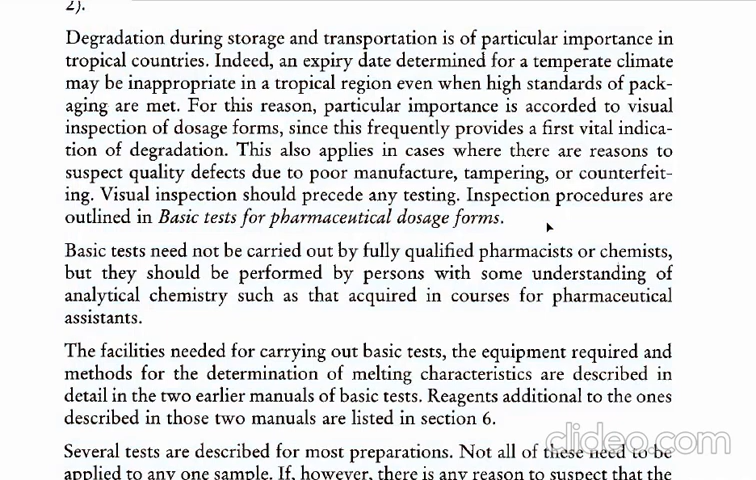 2).
Degradation during storage and transportation is of particular importance in
tropical countries. Indeed, an expiry date determined for a temperate climate
may be inappropriate in a tropical region even when high standards of pack-
aging are met. For this reason, particular importance is accorded to visual
inspection of dosage forms, since this frequently provides a first vital indica-
tion of degradation. This also applies in cases where there are reasons to
suspect quality defects due to poor manufacture, tampering, or counterfeit-
ing. Visual inspection should precede any testing. Inspection procedures are
outlined in Basic tests for pharmaceutical dosage forms.
Basic tests need not be carried out by fully qualified pharmacists or chemists,
but they should be performed by persons with some understanding of
analytical chemistry such as that acquired in courses for pharmaceutical
assistants.
The facilities needed for carrying out basic tests, the equipment required and
methods for the determination of melting characteristics are described in
detail in the two earlier manuals of basic tests. Reagents additional to the ones
described in those two manuals are listed in section 6.
Several tests are described for most preparations. Not all of these need to be
applied to any one sample. If, however, there is any reason to suspect that the
clideo.com